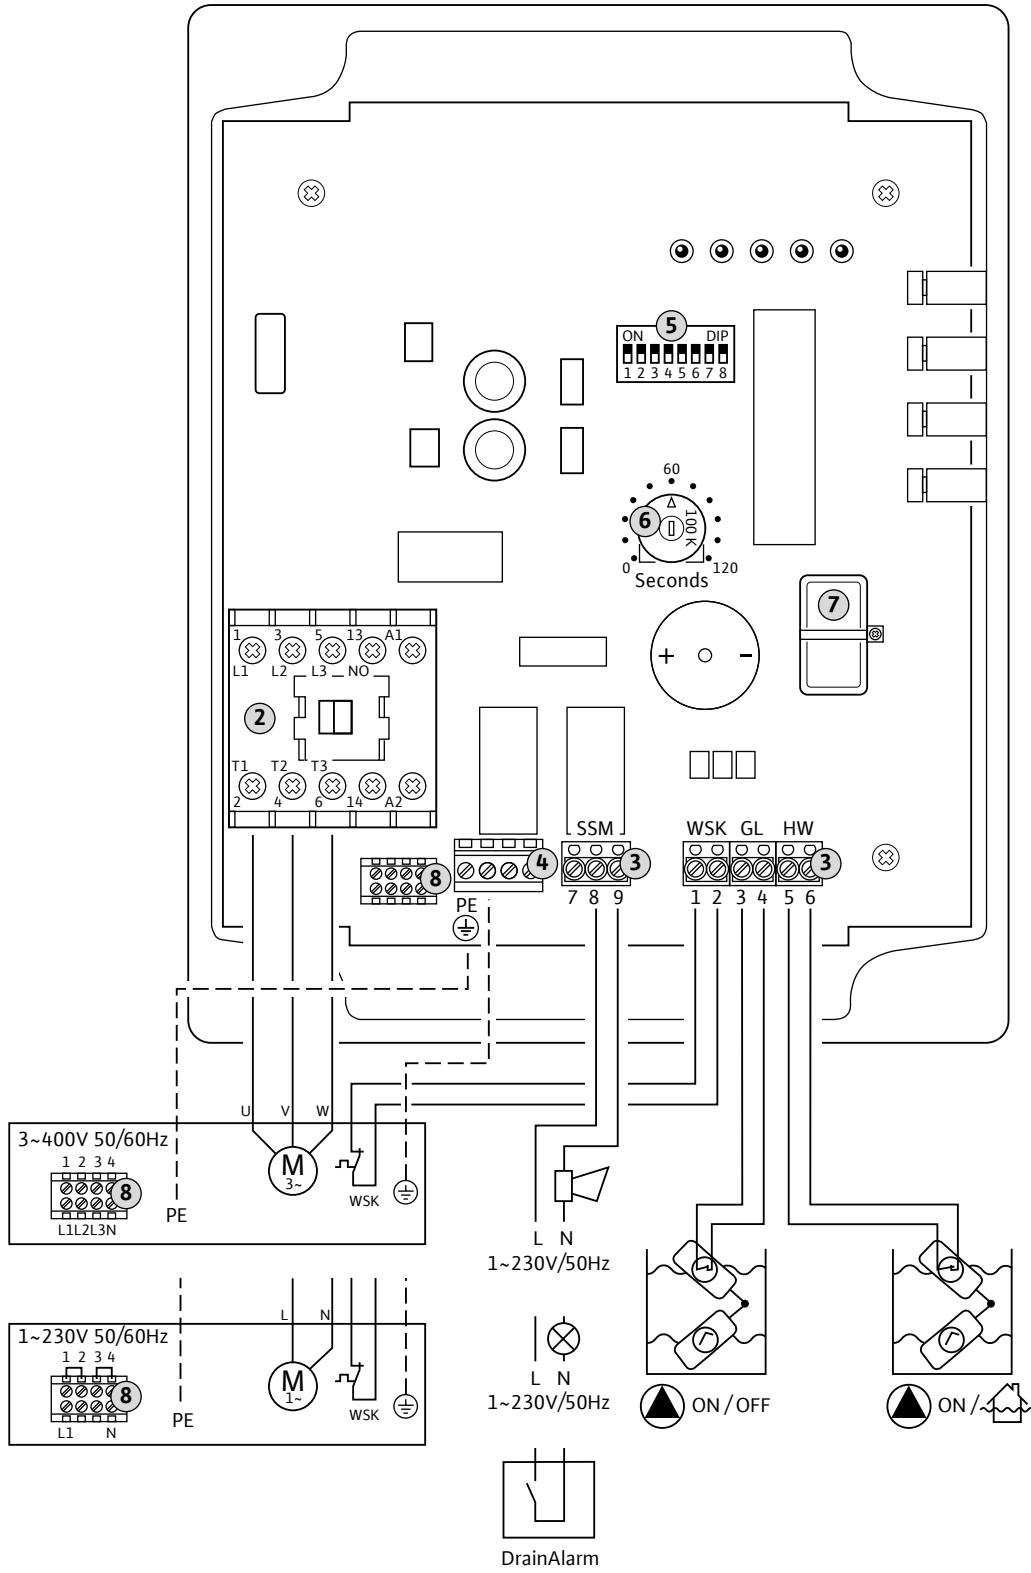 5
ON DIP
1 2 3 4 5 6 7 8
60
6
100 K
0 120
Seconds
7
1 3 5 13 A1
L1 L2 L3 NO
2
+ -
T1 T2 T3
2 4 6 14 A2
SSM WSK GL HW
8 4 3 3
PE 7 8 9 1 2 3 4 5 6
U V W
3~400V 50/60Hz
1 2 3 4
8
L1L2L3N
PE
M
3~
WSK
L N
1~230V/50Hz
L N
1~230V 50/60Hz
1 2 3 4
8
L1 N
PE
M
1~
WSK
L N
1~230V/50Hz
ON/OFF
ON/
DrainAlarm